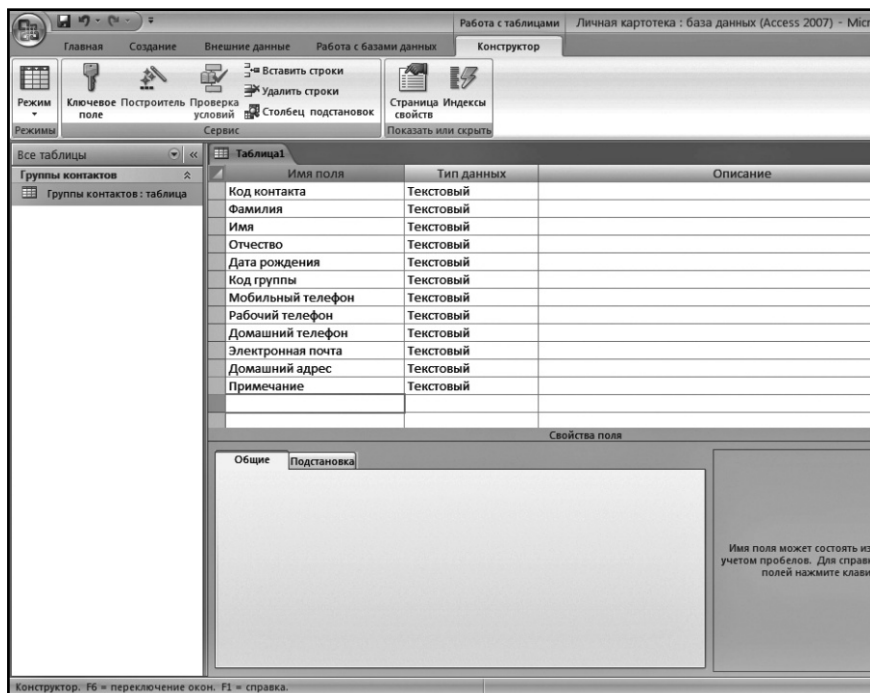 Работа с таблицами Личная картотека : база данных (Access 2007) - Micr
Главная Создание Внешние данные Работа с базами данных Конструктор
Режим
Режимы
Ключевое поле
Построитель
Проверка условий
Вставить строки
Удалить строки
Столбец подстановок
Сервис
Страница свойств
Индексы
Показать или скрыть
Все таблицы «
Группы контактов
Группы контактов : таблица
Таблица1
Имя поля Тип данных Описание
Код контакта Текстовый
Фамилия Текстовый
Имя Текстовый
Отчество Текстовый
Дата рождения Текстовый
Код группы Текстовый
Мобильный телефон Текстовый
Рабочий телефон Текстовый
Домашний телефон Текстовый
Электронная почта Текстовый
Домашний адрес Текстовый
Примечание Текстовый
Свойства поля
Общие Подстановка
Имя поля может состоять из
учетом пробелов. Для справк
полей нажмите клави
Конструктор. F6 = переключение окон. F1 = справка.